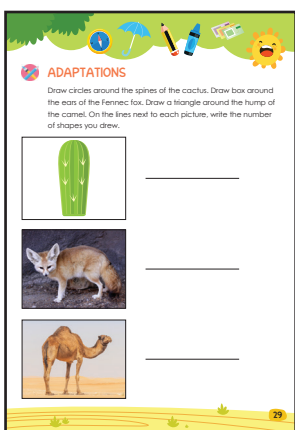 ADAPTATIONS
Draw circles around the spines of the cactus. Draw box around
the ears of the Fennec fox. Draw a triangle around the hump of
the camel. On the lines next to each picture, write the number
of shapes you drew.
29